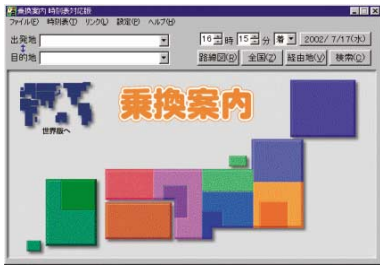 乗換案内 時刻表対応版
ファイル(F) 時刻表(T) リンク(L) 設定(E) ヘルプ(H)
出発地 16 時 15 分 着 2002/ 7/17(水)
目的地 路線図(R) 全国(Z) 経由地(V) 検索(O)
世界版へ
乗換案内